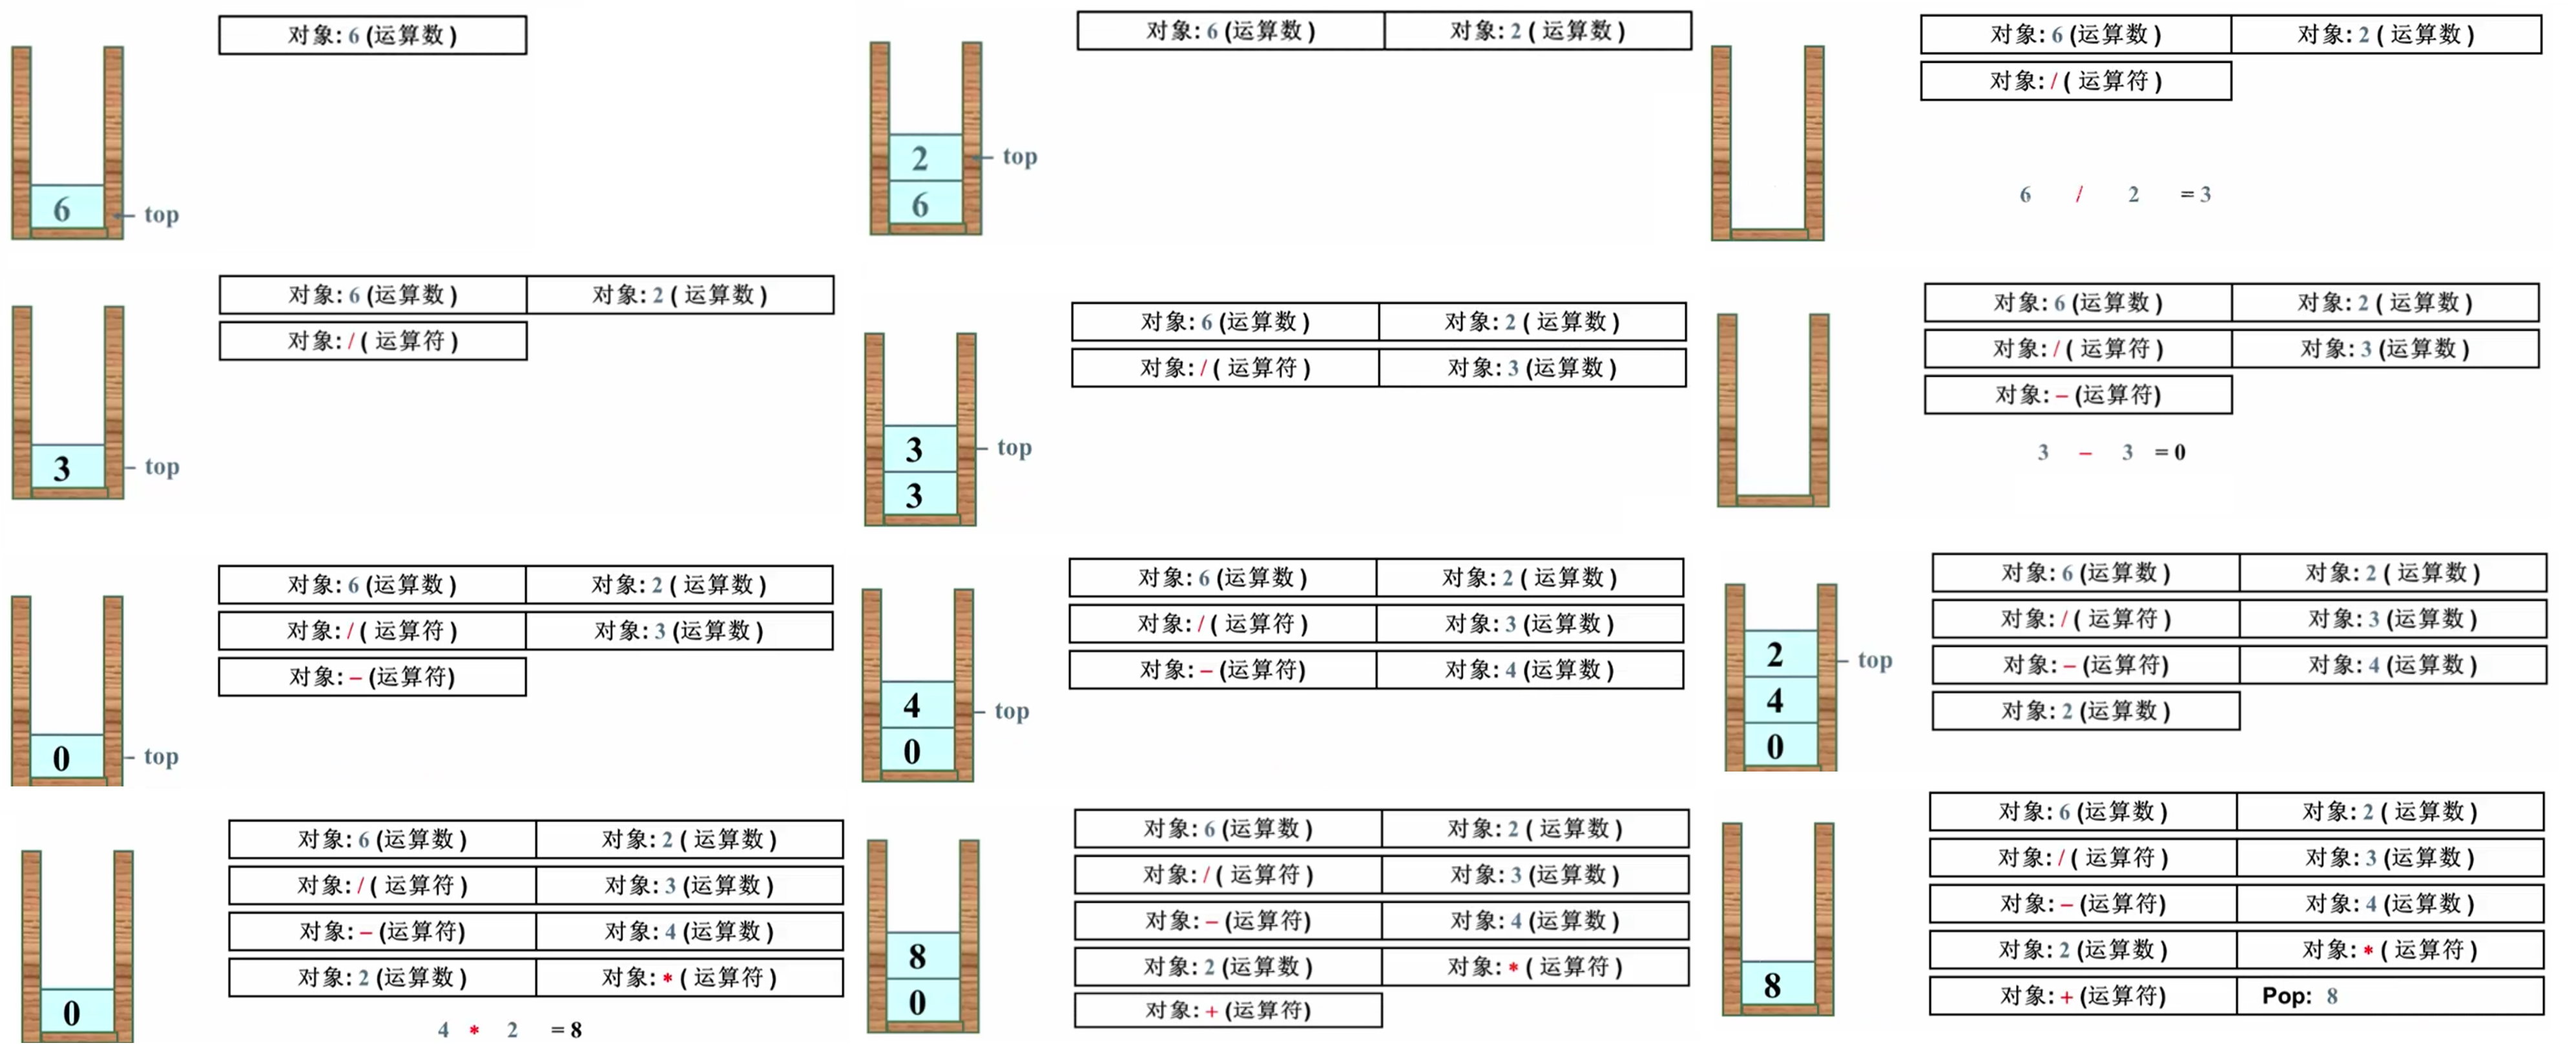 对象: 6 (运算数)
6
top
对象: 6 (运算数) 对象: 2 ( 运算数 )
2
6
top
对象: 6 (运算数) 对象: 2 ( 运算数 )
对象: / ( 运算符 )
6 / 2 = 3
对象: 6 (运算数) 对象: 2 ( 运算数 )
对象: / ( 运算符 )
3
top
对象: 6 (运算数) 对象: 2 ( 运算数 )
对象: / ( 运算符 ) 对象: 3 (运算数 )
3
3
top
对象: 6 (运算数) 对象: 2 ( 运算数 )
对象: / ( 运算符 ) 对象: 3 (运算数 )
对象: – (运算符)
3 – 3 = 0
对象: 6 (运算数) 对象: 2 ( 运算数 )
对象: / ( 运算符 ) 对象: 3 (运算数 )
对象: – (运算符)
0
top
对象: 6 (运算数) 对象: 2 ( 运算数 )
对象: / ( 运算符 ) 对象: 3 (运算数 )
对象: – (运算符) 对象: 4 (运算数 )
4
0
top
对象: 6 (运算数) 对象: 2 ( 运算数 )
对象: / ( 运算符 ) 对象: 3 (运算数 )
对象: – (运算符) 对象: 4 (运算数 )
对象: 2 (运算数 )
2
4
0
top
对象: 6 (运算数) 对象: 2 ( 运算数 )
对象: / ( 运算符 ) 对象: 3 (运算数 )
对象: – (运算符) 对象: 4 (运算数 )
对象: 2 (运算数 ) 对象: * ( 运算符 )
0
4 * 2 = 8
对象: 6 (运算数) 对象: 2 ( 运算数 )
对象: / ( 运算符 ) 对象: 3 (运算数 )
对象: – (运算符) 对象: 4 (运算数 )
对象: 2 (运算数 ) 对象: * ( 运算符 )
对象: + (运算符)
8
0
对象: 6 (运算数) 对象: 2 ( 运算数 )
对象: / ( 运算符 ) 对象: 3 (运算数 )
对象: – (运算符) 对象: 4 (运算数 )
对象: 2 (运算数 ) 对象: * ( 运算符 )
对象: + (运算符) Pop: 8
8